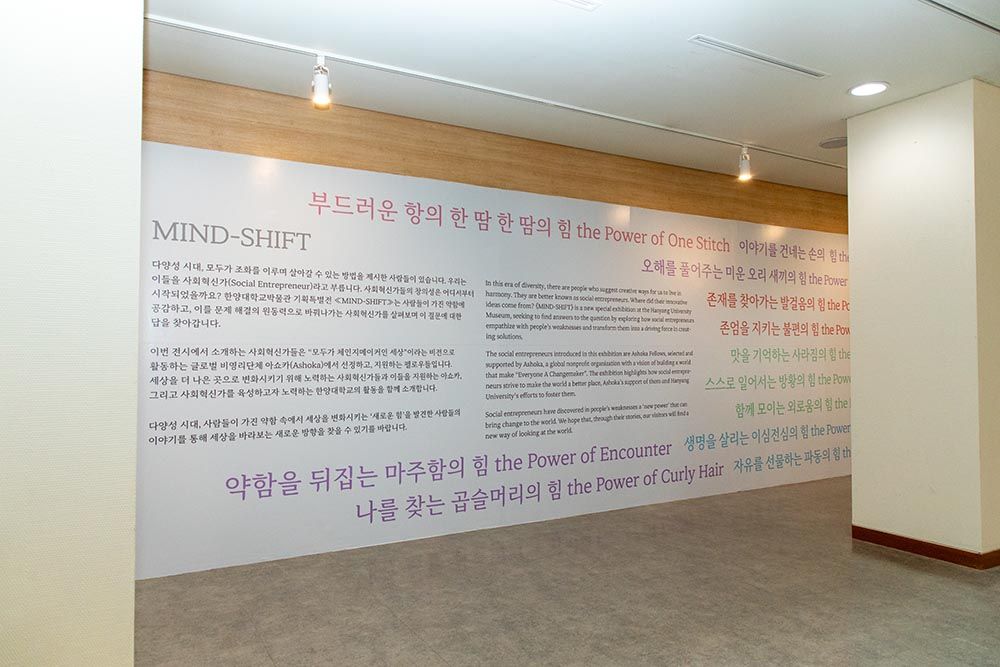 부드러운 항의 한 땀 한 땀의 힘 the Power of One Stitch
MIND-SHIFT
다양성 시대, 모두가 조화를 이루며 살아갈 수 있는 방법을 제시한 사람들이 있습니다. 우리는
이들을 사회혁신가(Social Entrepreneur)라고 부릅니다. 사회혁신가들의 창의성은 어디서부터
시작되었을까요? 한양대학교박물관 기획특별전 ≪MIND-SHIFT≫는 사람들이 가진 약함에
공감하고, 이를 문제 해결의 원동력으로 바꿔나가는 사회혁신가를 살펴보며 이 질문에 대한
답을 찾아갑니다.
이번 전시에서 소개하는 사회혁신가들은 "모두가 체인지메이커인 세상"이라는 비전으로
활동하는 글로벌 비영리단체 아쇼카(Ashoka)에서 선정하고, 지원하는 펠로우들입니다.
세상을 더 나은 곳으로 변화시키기 위해 노력하는 사회혁신가들과 이들을 지원하는 아쇼카,
그리고 사회혁신가를 육성하고자 노력하는 한양대학교의 활동을 함께 소개합니다.
다양성 시대, 사람들이 가진 약함 속에서 세상을 변화시키는 '새로운 힘'을 발견한 사람들의
이야기를 통해 세상을 바라보는 새로운 방향을 찾을 수 있기를 바랍니다.
In this era of diversity, there are people who suggest creative ways for us to live in
harmony. They are better known as social entrepreneurs. Where did their innovative
ideas come from? ⟨MIND-SHIFT⟩ is a new special exhibition at the Hanyang University
Museum, seeking to find answers to the question by exploring how social entrepreneurs
empathize with people's weaknesses and transform them into a driving force in creat-
ing solutions.
The social entrepreneurs introduced in this exhibition are Ashoka Fellows, selected and
supported by Ashoka, a global nonprofit organisation with a vision of building a world
that make "Everyone A Changemaker". The exhibition highlights how social entrepre-
neurs strive to make the world a better place, Ashoka's support of them and Hanyang
University's efforts to foster them.
Social entrepreneurs have discovered in people's weaknesses a 'new power' that can
bring change to the world. We hope that, through their stories, our visitors will find a
new way of looking at the world.
이야기를 건네는 손의 힘 the
오해를 풀어주는 미운 오리 새끼의 힘 the Power
존재를 찾아가는 발걸음의 힘 the Power
존엄을 지키는 불편의 힘 the Power
맛을 기억하는 사라짐의 힘 the
스스로 일어서는 방황의 힘 the Power
함께 모이는 외로움의 힘 the
생명을 살리는 이심전심의 힘 the Power
자유를 선물하는 파동의 힘 the
약함을 뒤집는 마주함의 힘 the Power of Encounter
나를 찾는 곱슬머리의 힘 the Power of Curly Hair